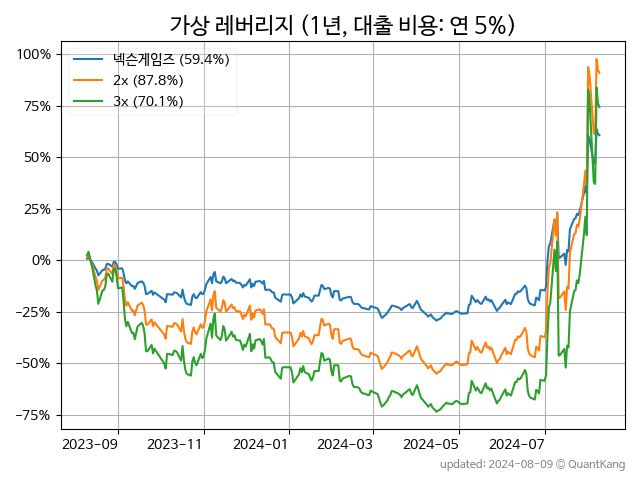 가상 레버리지 (1년, 대출 비용: 연 5%)
넥슨게임즈 (59.4%)
2x (87.8%)
3x (70.1%)
100%
75%
50%
25%
0%
−25%
−50%
−75%
2023-09 2023-11 2024-01 2024-03 2024-05 2024-07
updated: 2024-08-09 © QuantKang